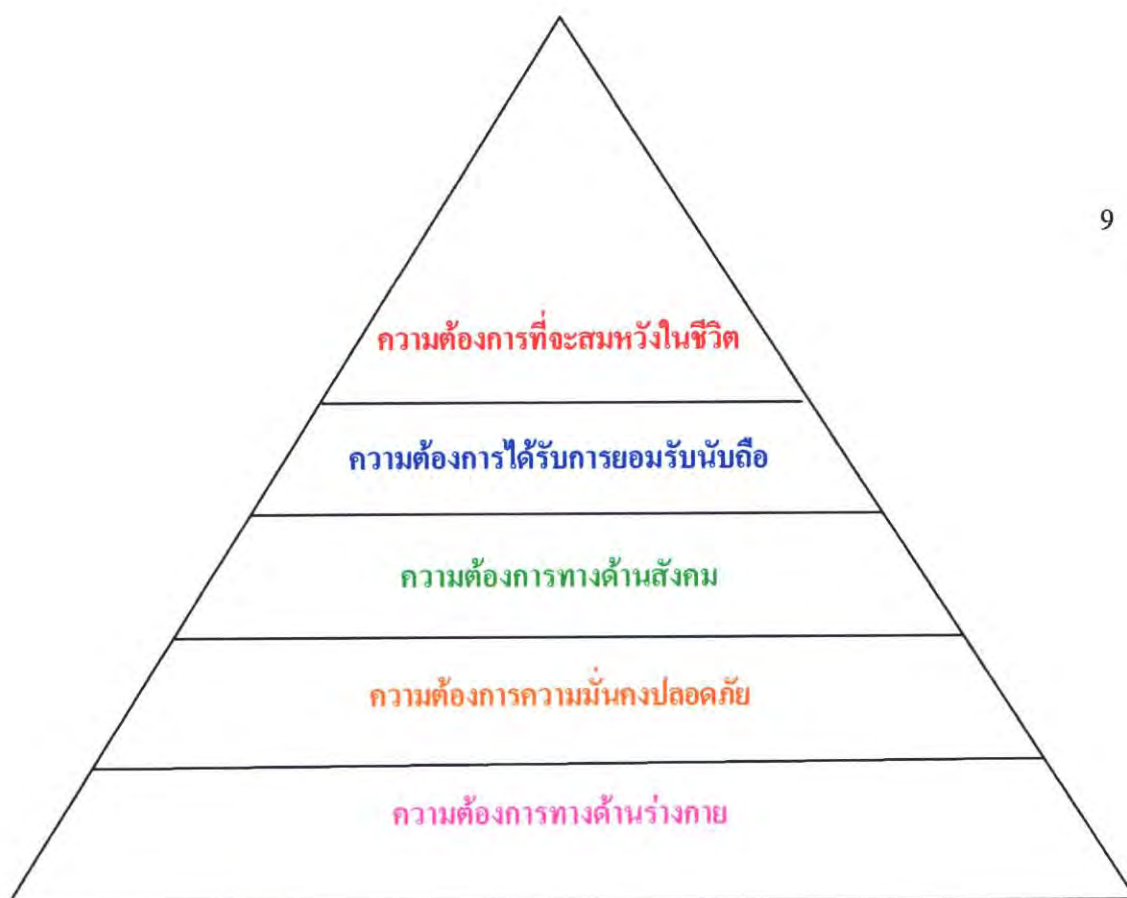 9
ความต้องการที่จะสมหวังในชีวิต
ความต้องการได้รับการยอมรับนับถือ
ความต้องการทางด้านสังคม
ความต้องการความมั่นคงปลอดภัย
ความต้องการทางด้านร่างกาย